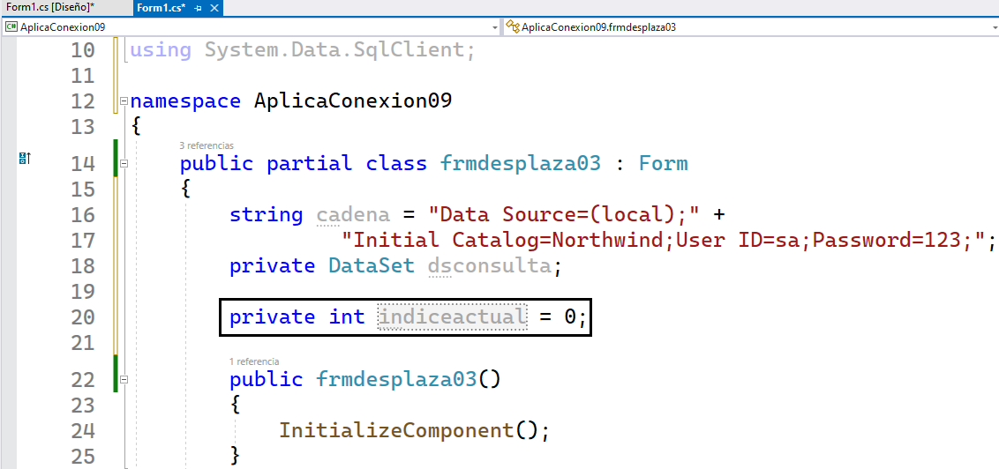 Form1.cs [Diseño]* Form1.cs*
AplicaConexion09 AplicaConexion09.frmdesplaza03
10 using System.Data.SqlClient;
11
12 namespace AplicaConexion09
13 {
3 referencias
14 public partial class frmdesplaza03 : Form
15 {
16 string cadena = "Data Source=(local);" +
17 "Initial Catalog=Northwind;User ID=sa;Password=123;";
18 private DataSet dsconsulta;
19
20 private int indiceactual = 0;
21
1 referencia
22 public frmdesplaza03()
23 {
24 InitializeComponent();
25 }